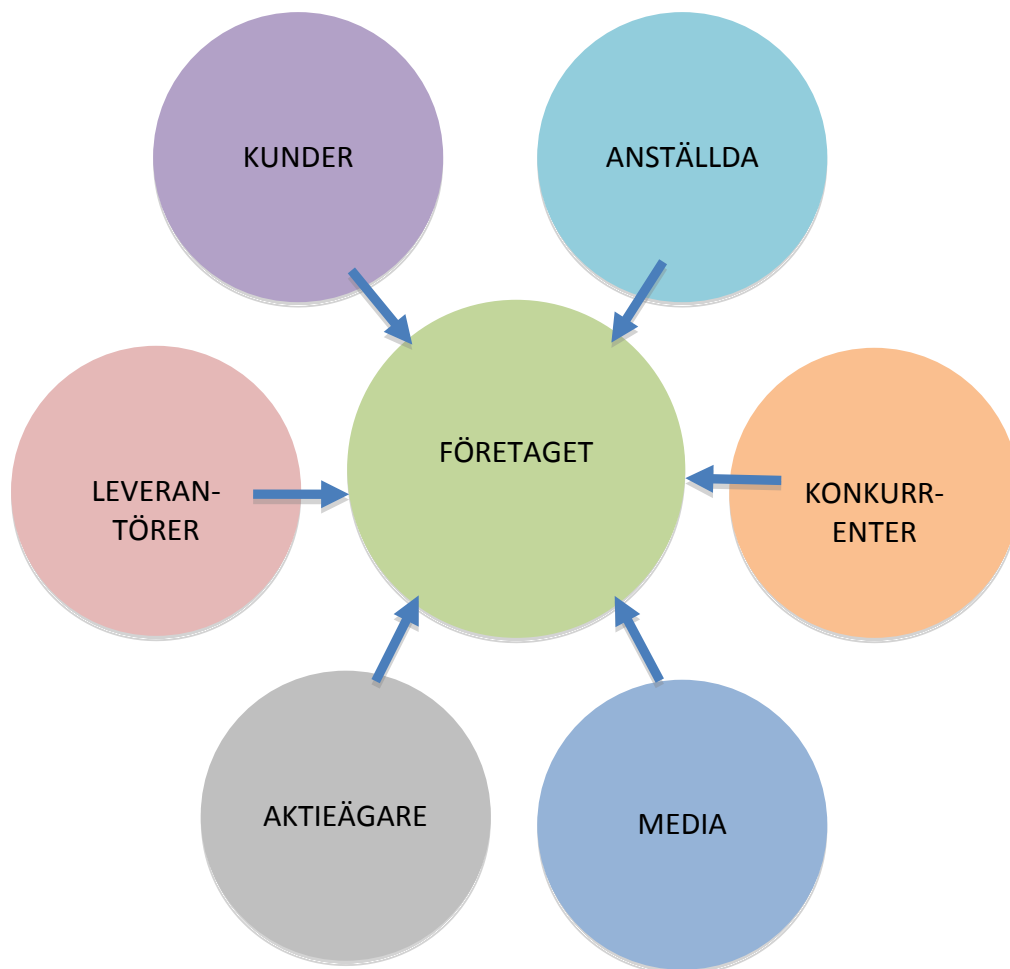 KUNDER
ANSTÄLLDA
FÖRETAGET
LEVERAN-
TÖRER
KONKURR-
ENTER
AKTIEÄGARE
MEDIA